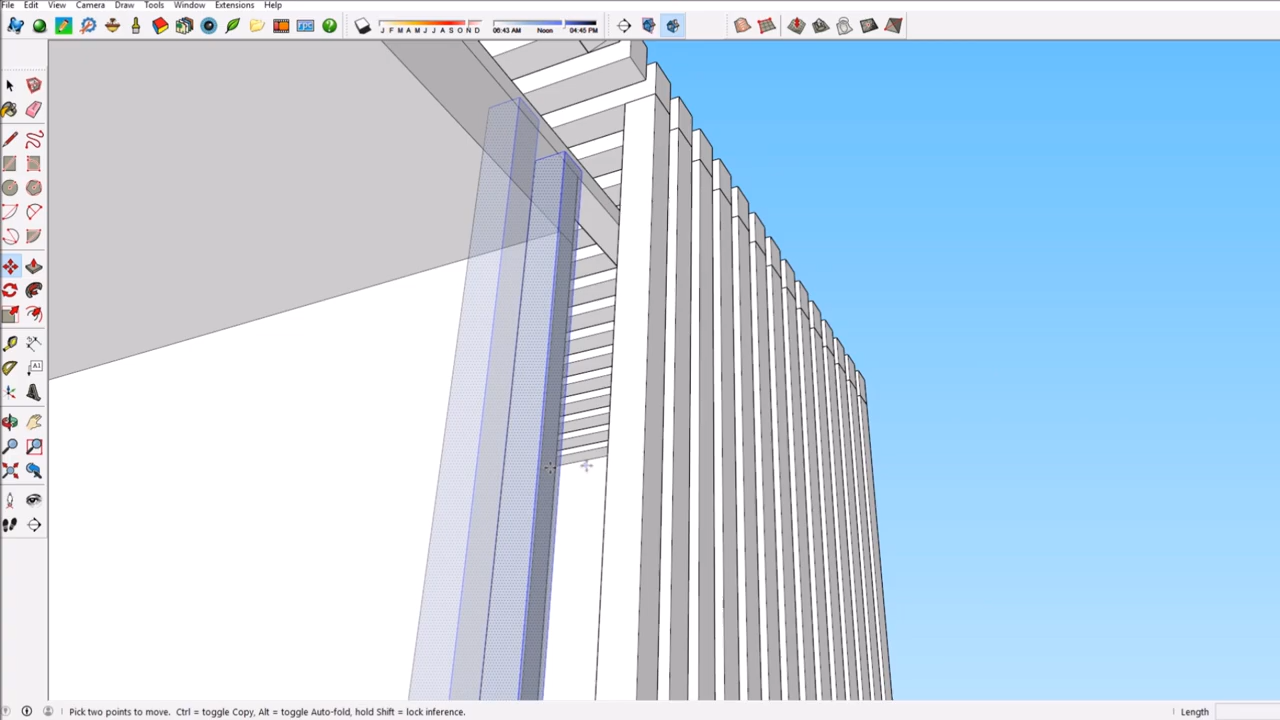 File Edit View Camera Draw Tools Window Extensions Help
J F M A M J J A S O N D 06:43 AM Noon 04:45 PM
A1
Pick two points to move. Ctrl = toggle Copy, Alt = toggle Auto-fold, hold Shift = lock inference. Length